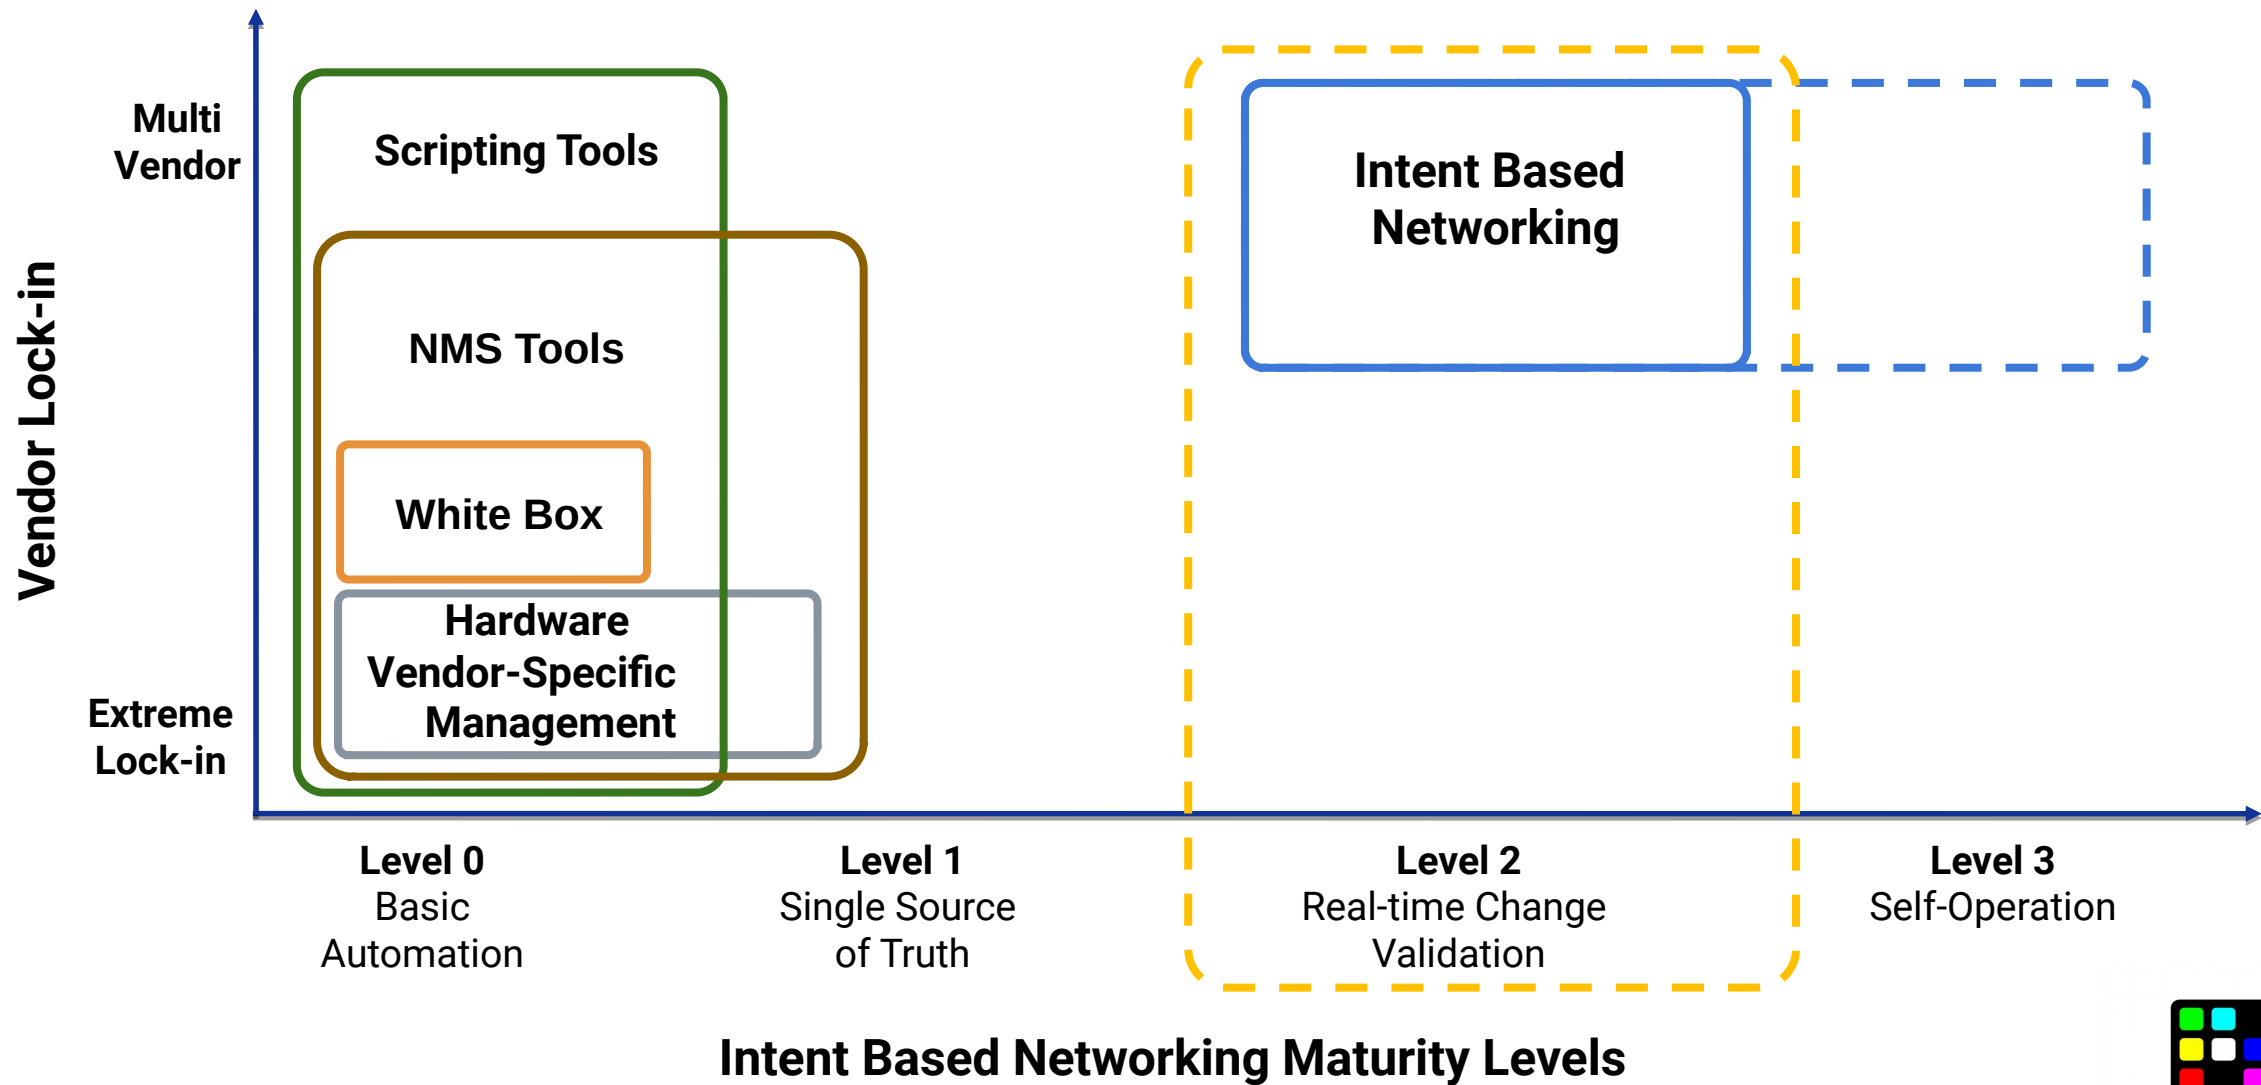 Multi
Vendor
Scripting Tools
Intent Based
Networking
NMS Tools
Vendor Lock-in
White Box
Hardware
Vendor-Specific
Management
Extreme
Lock-in
Level 0
Basic
Automation
Level 1
Single Source
of Truth
Level 2
Real-time Change
Validation
Level 3
Self-Operation
Intent Based Networking Maturity Levels